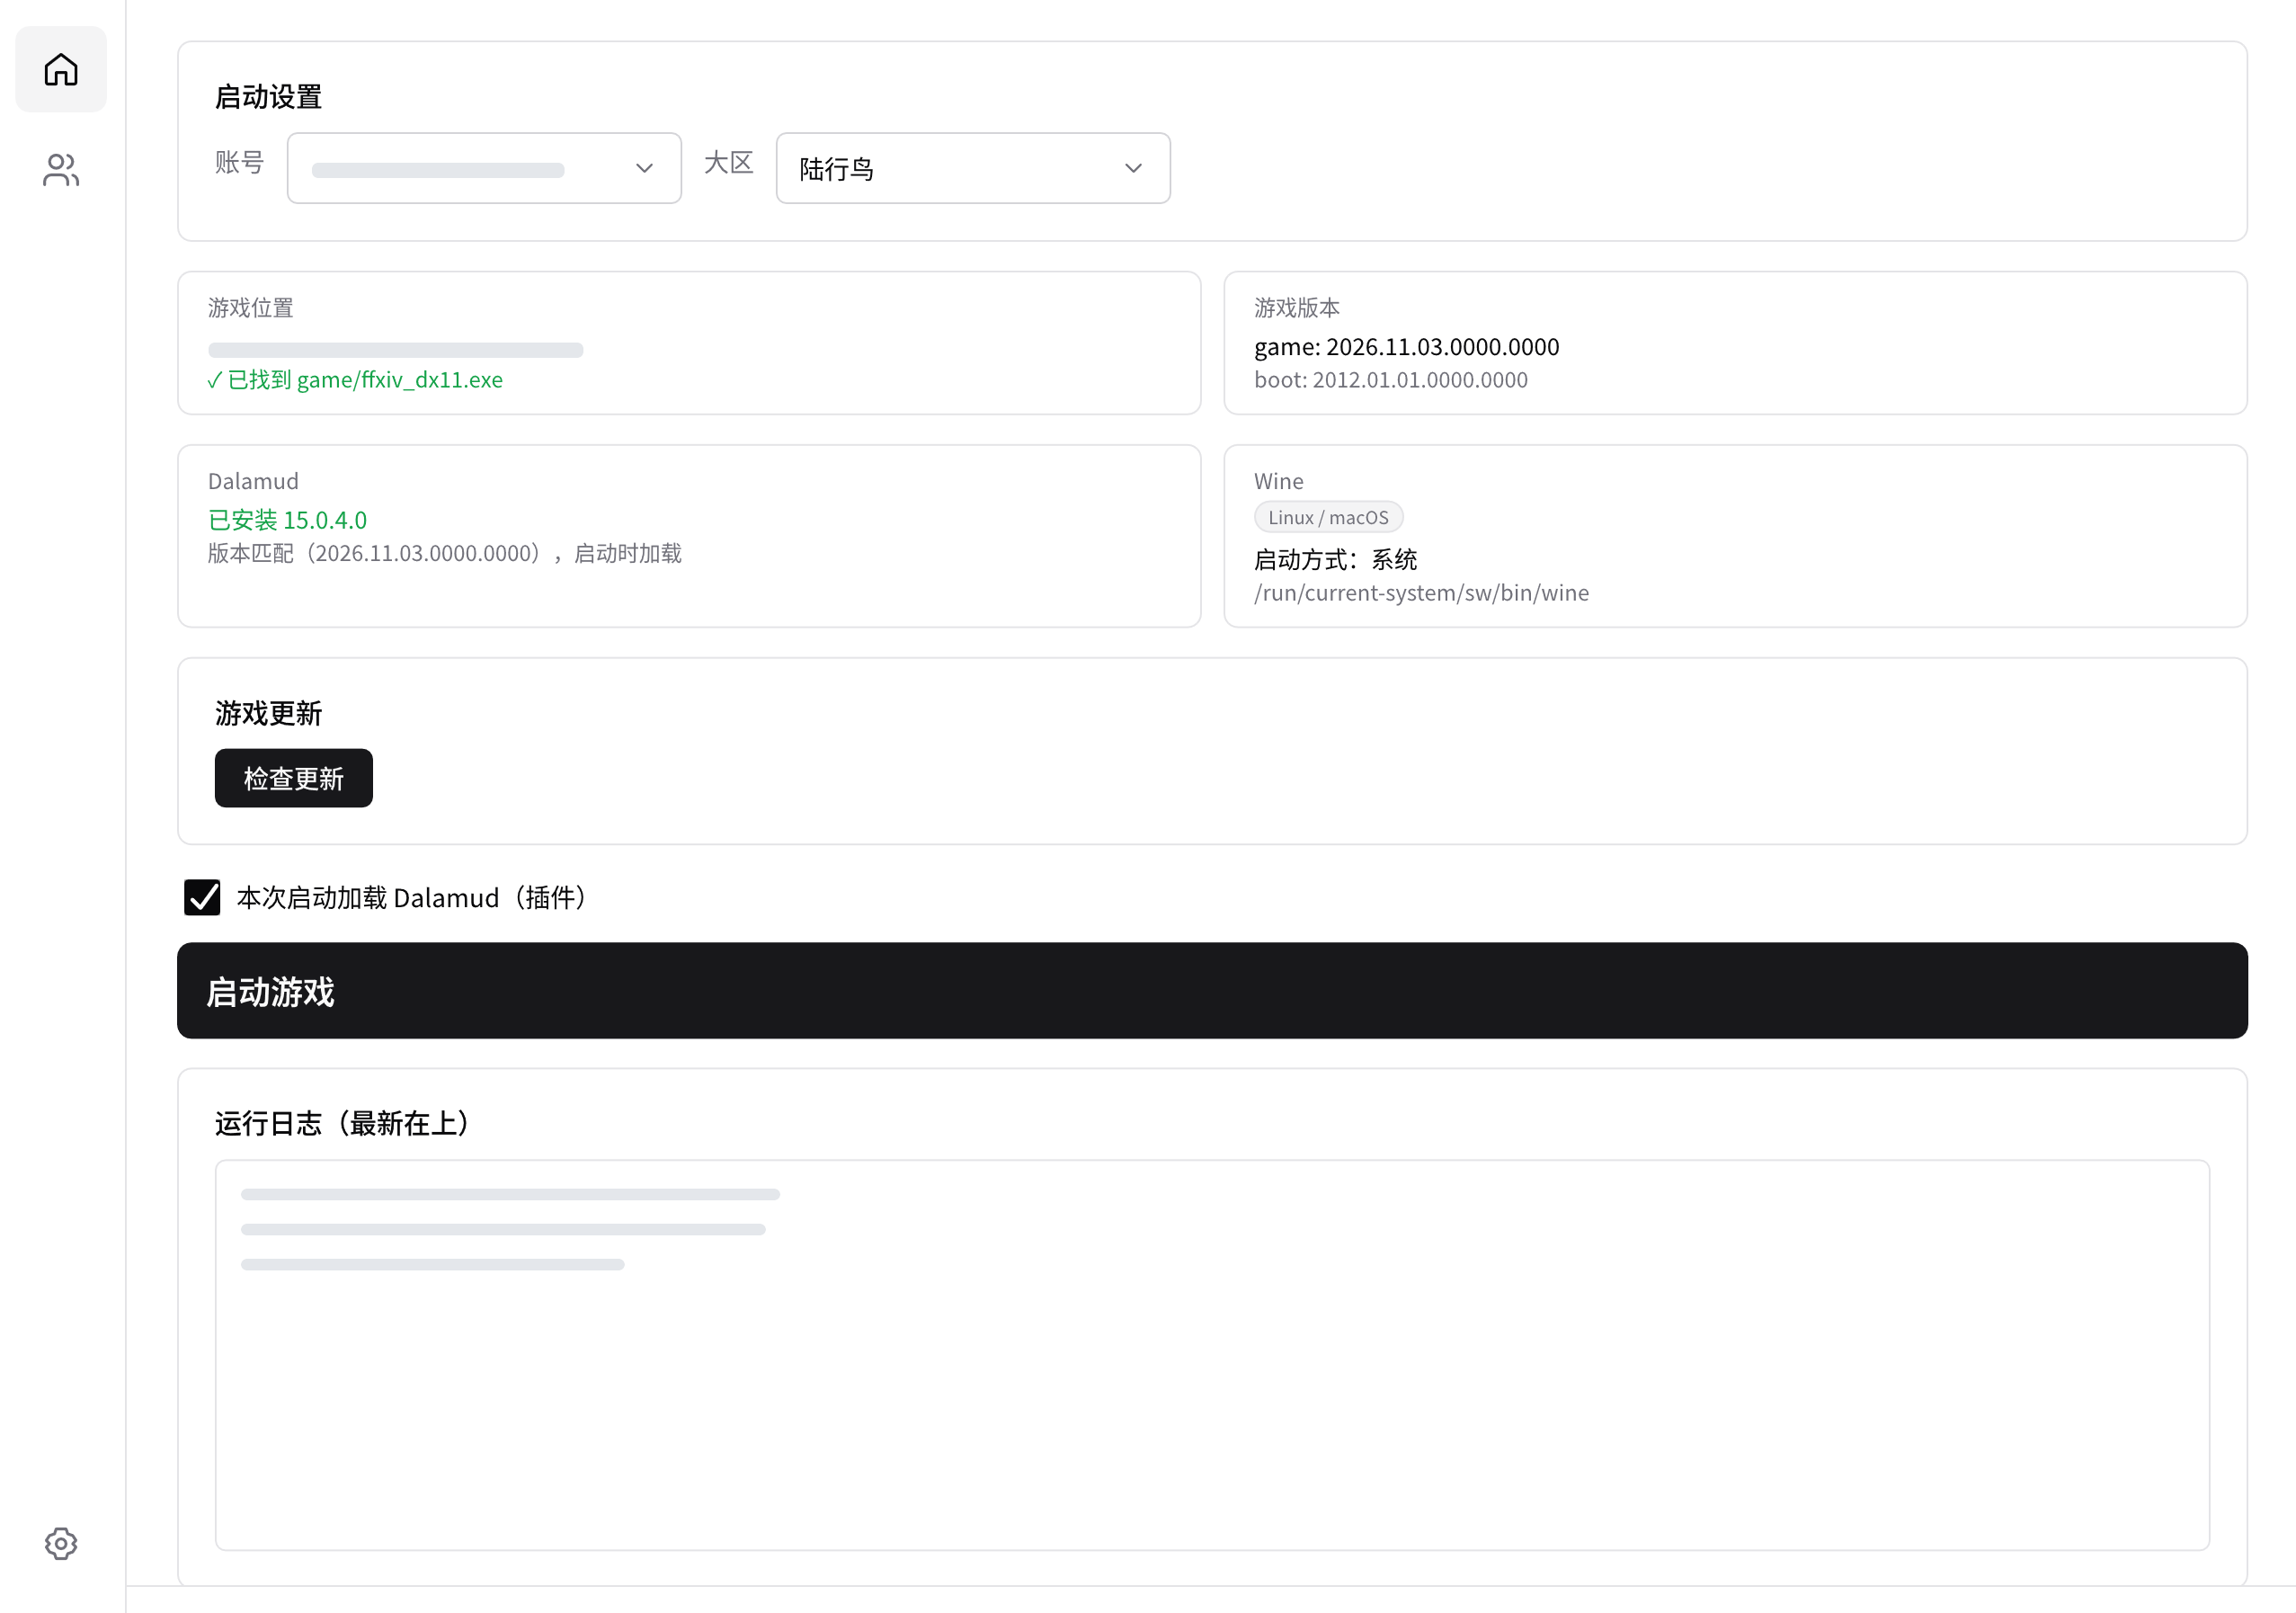 启动设置
账号
大区 陆行鸟
游戏位置
✓ 已找到 game/ffxiv_dx11.exe
游戏版本
game: 2026.11.03.0000.0000
boot: 2012.01.01.0000.0000
Dalamud
已安装 15.0.4.0
版本匹配（2026.11.03.0000.0000），启动时加载
Wine
Linux / macOS
启动方式：系统
/run/current-system/sw/bin/wine
游戏更新
检查更新
本次启动加载 Dalamud（插件）
启动游戏
运行日志（最新在上）